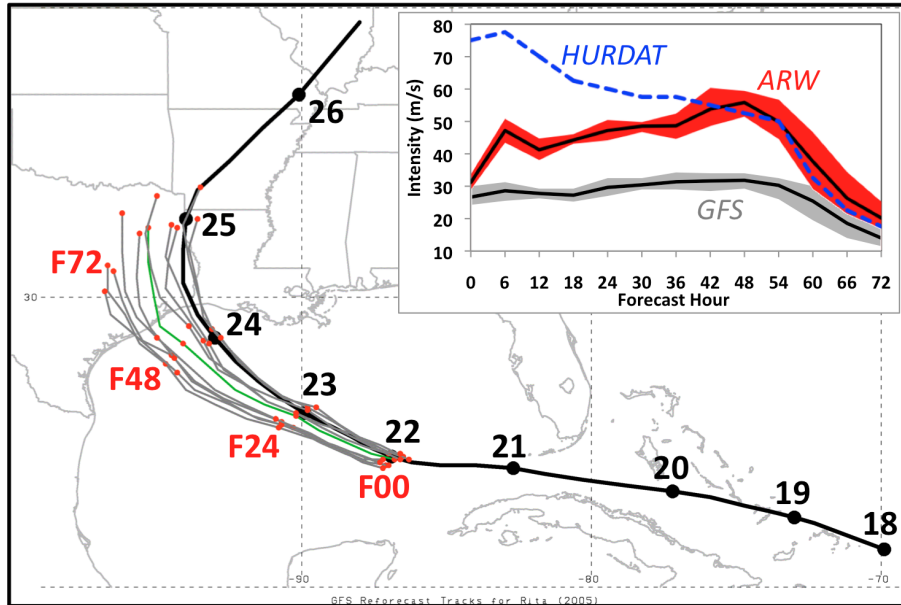 80
70
60
50
40
30
20
10
Intensity (m/s)
HURDAT
ARW
GFS
0 6 12 18 24 30 36 42 48 54 60 66 72
Forecast Hour
26
25
F72
30
24
F48
23
F24
22
F00
21
20
19
18
-90 -80 -70
GFS Reforecast Tracks for Rita (2005)